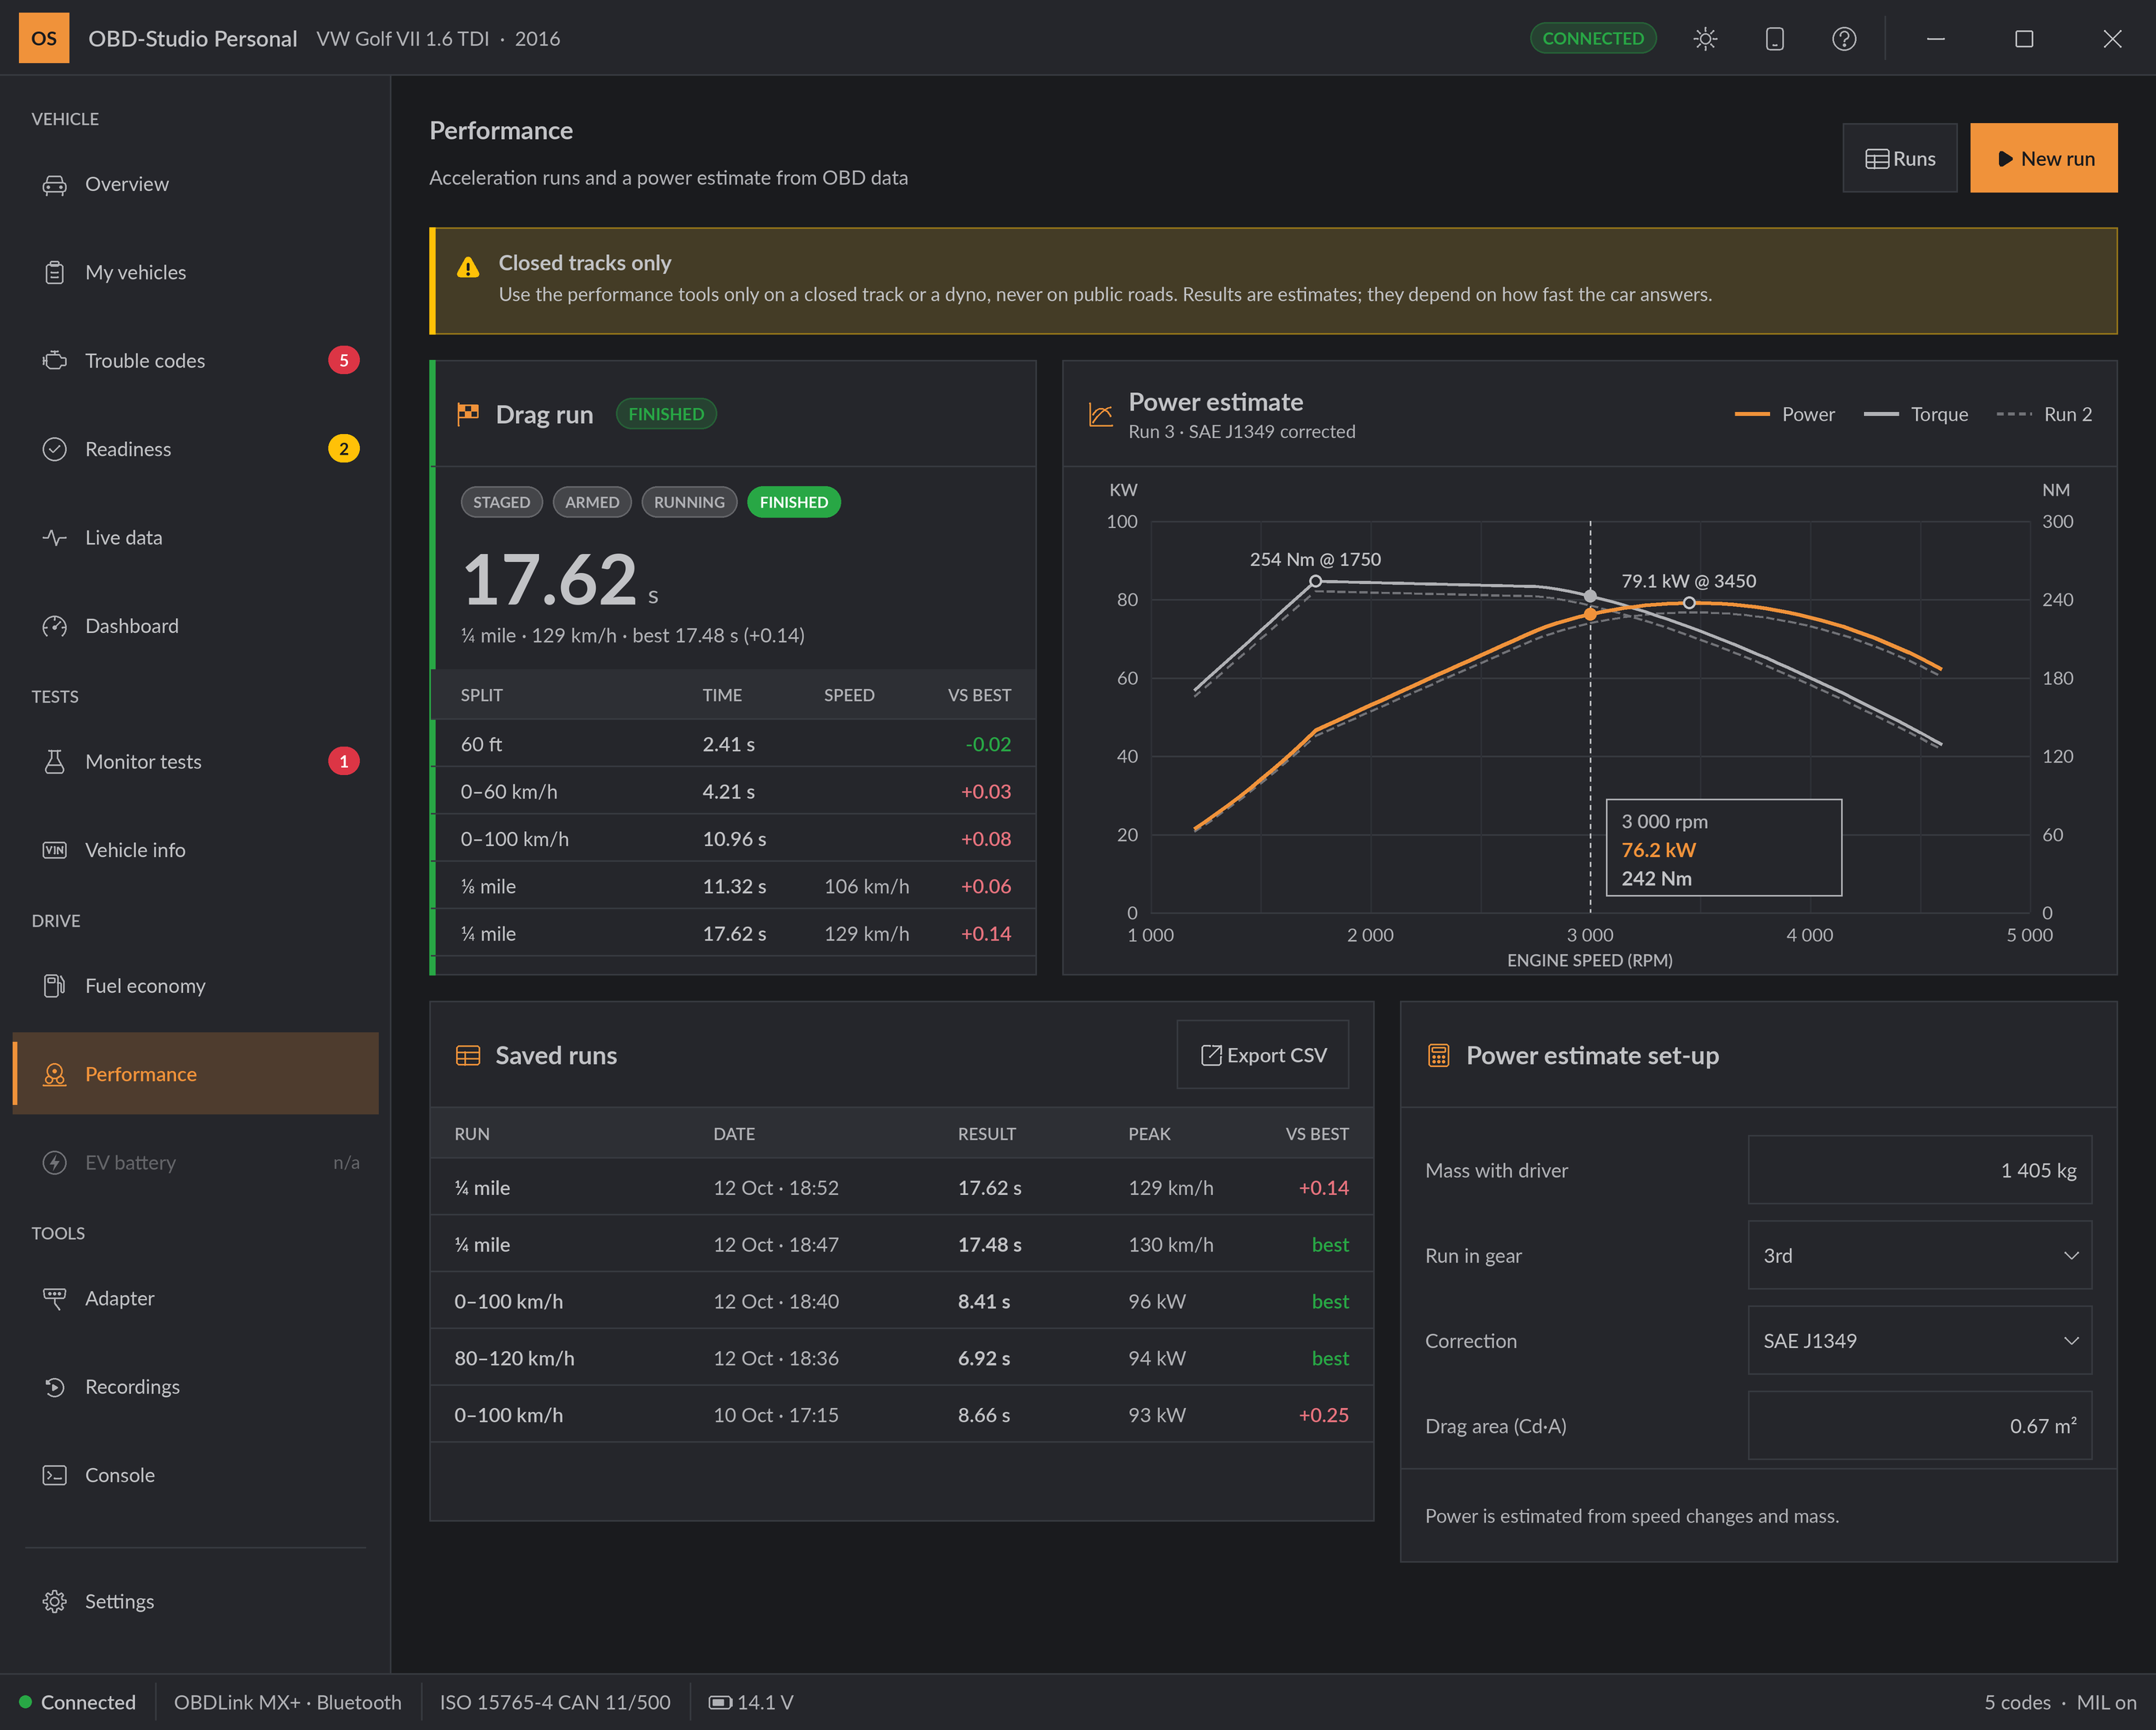 OS OBD-Studio Personal VW Golf VII 1.6 TDI · 2016 CONNECTED
VEHICLE
Overview
My vehicles
Trouble codes 5
Readiness 2
Live data
Dashboard
TESTS
Monitor tests 1
VIN Vehicle info
DRIVE
Fuel economy
Performance
EV battery n/a
TOOLS
Adapter
Recordings
Console
Settings
Performance
Acceleration runs and a power estimate from OBD data
Runs
New run
Closed tracks only
Use the performance tools only on a closed track or a dyno, never on public roads. Results are estimates; they depend on how fast the car answers.
Drag run FINISHED
STAGED ARMED RUNNING FINISHED
17.62 s
¼ mile · 129 km/h · best 17.48 s (+0.14)
SPLIT TIME SPEED VS BEST
60 ft 2.41 s -0.02
0–60 km/h 4.21 s +0.03
0–100 km/h 10.96 s +0.08
⅛ mile 11.32 s 106 km/h +0.06
¼ mile 17.62 s 129 km/h +0.14
Power estimate
Run 3 · SAE J1349 corrected
Power Torque Run 2
KW NM
100 300
254 Nm @ 1750
79.1 kW @ 3450
80 240
60 180
40 120
20 60
3 000 rpm
76.2 kW
242 Nm
0 0
1 000 2 000 3 000 4 000 5 000
ENGINE SPEED (RPM)
Saved runs
Export CSV
RUN DATE RESULT PEAK VS BEST
¼ mile 12 Oct · 18:52 17.62 s 129 km/h +0.14
¼ mile 12 Oct · 18:47 17.48 s 130 km/h best
0–100 km/h 12 Oct · 18:40 8.41 s 96 kW best
80–120 km/h 12 Oct · 18:36 6.92 s 94 kW best
0–100 km/h 10 Oct · 17:15 8.66 s 93 kW +0.25
Power estimate set-up
Mass with driver 1 405 kg
Run in gear 3rd
Correction SAE J1349
Drag area (Cd·A) 0.67 m²
Power is estimated from speed changes and mass.
Connected OBDLink MX+ · Bluetooth ISO 15765-4 CAN 11/500 14.1 V 5 codes · MIL on